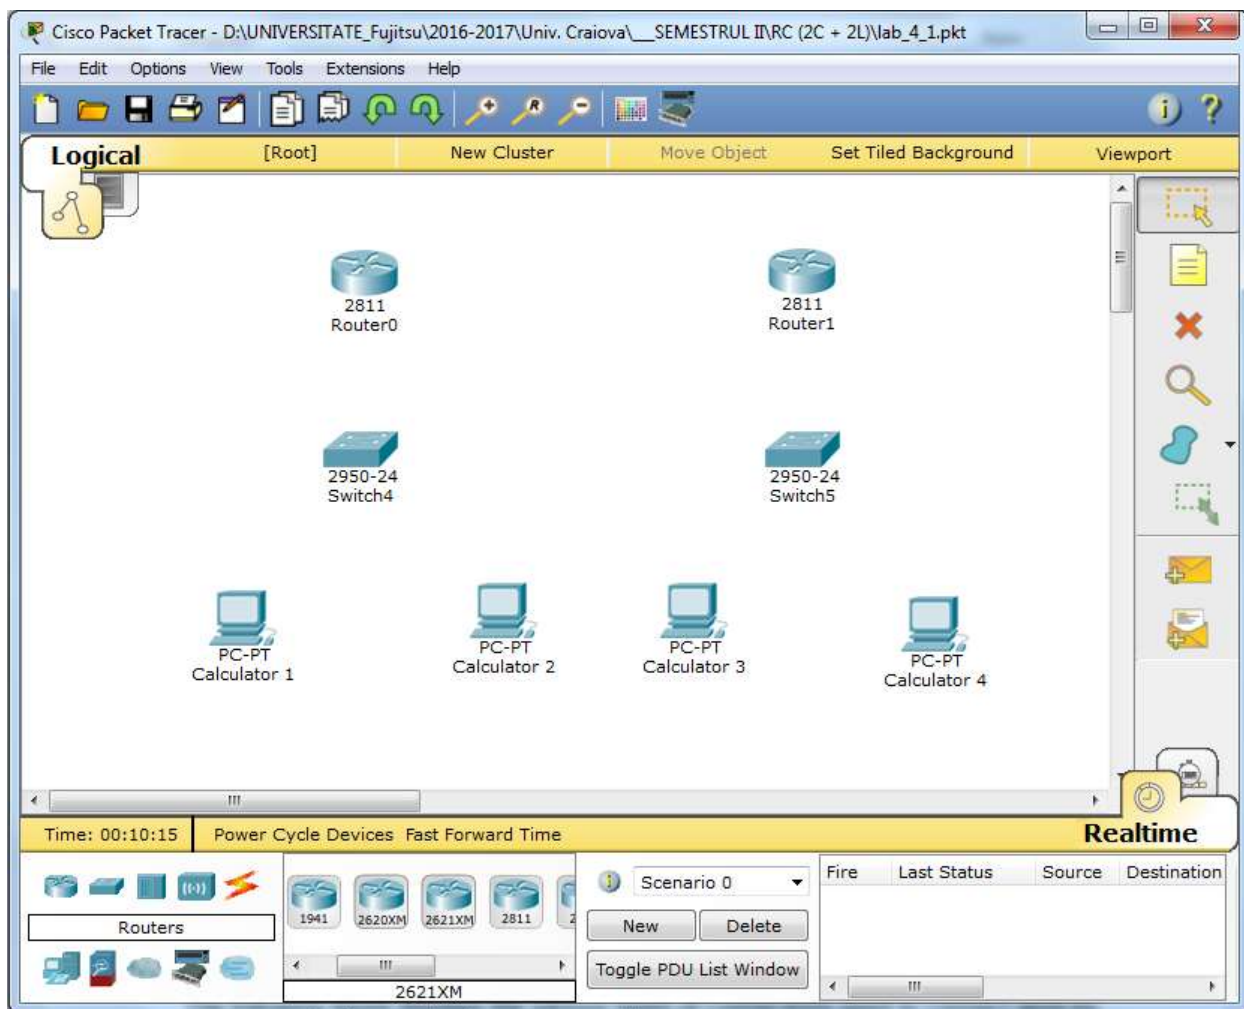 Cisco Packet Tracer - D:\UNIVERSITATE_Fujitsu\2016-2017\Univ. Craiova\__SEMESTRUL II\RC (2C + 2L)\lab_4_1.pkt
File Edit Options View Tools Extensions Help
Logical [Root] New Cluster Move Object Set Tiled Background Viewport
2811
Router0
2811
Router1
2950-24
Switch4
2950-24
Switch5
PC-PT
Calculator 1
PC-PT
Calculator 2
PC-PT
Calculator 3
PC-PT
Calculator 4
Time: 00:10:15 Power Cycle Devices Fast Forward Time Realtime
Routers
1941 2620XM 2621XM 2811 2
2621XM
Scenario 0
New Delete
Toggle PDU List Window
Fire Last Status Source Destination